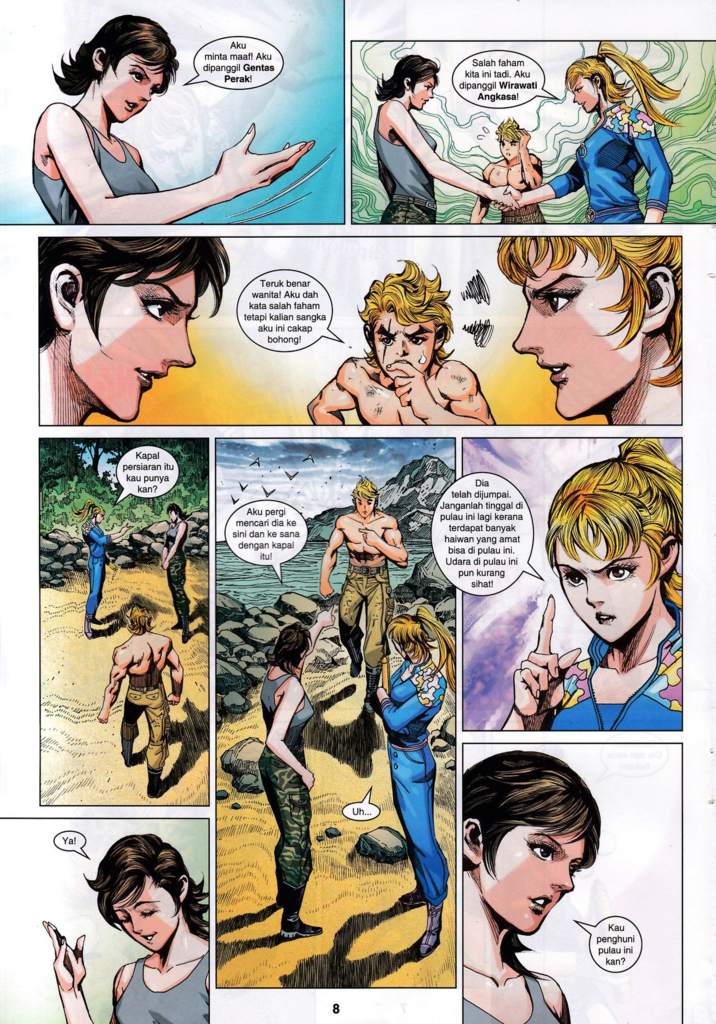 Aku
minta maaf! Aku
dipanggil Gentas
Perak!
Salah faham
kita ini tadi. Aku
dipanggil Wirawati
Angkasa!
Teruk benar
wanita! Aku dah
kata salah faham
tetapi kalian sangka
aku ini cakap
bohong!
Kapal
persiaran itu
kau punya
kan?
Ya!
Aku pergi
mencari dia ke
sini dan ke sana
dengan kapal
itu!
Uh...
Dia
telah dijumpai.
Janganlah tinggal di
pulau ini lagi kerana
terdapat banyak
haiwan yang amat
bisa di pulau ini.
Udara di pulau ini
pun kurang
sihat!
Kau
penghuni
pulau ini
kan?
8